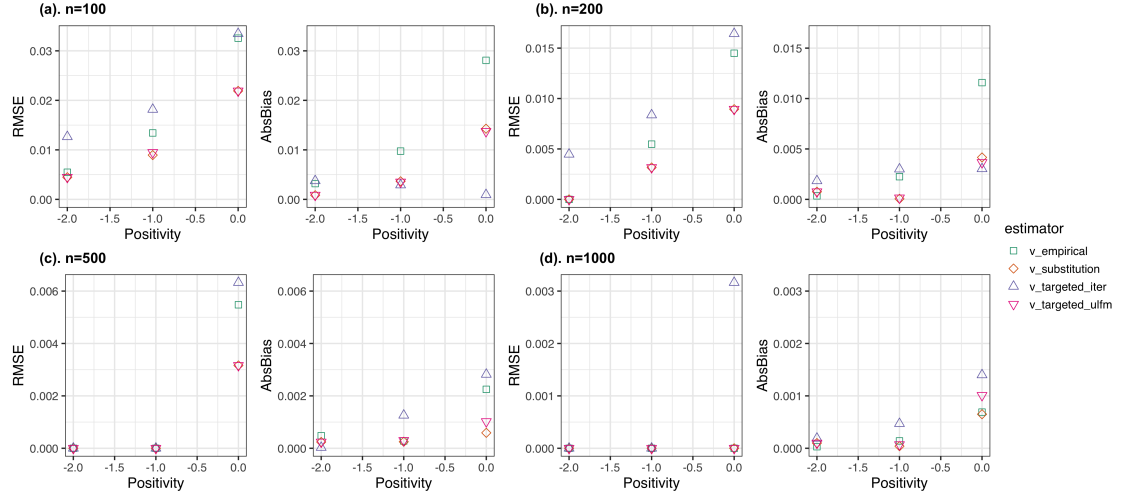 (a). n=100
(b). n=200
RMSE
0.03
0.02
0.01
0.00
-2.0 -1.5 -1.0 -0.5 0.0
Positivity
AbsBias
0.03
0.02
0.01
0.00
-2.0 -1.5 -1.0 -0.5 0.0
Positivity
RMSE
0.015
0.010
0.005
0.000
-2.0 -1.5 -1.0 -0.5 0.0
Positivity
AbsBias
0.015
0.010
0.005
0.000
-2.0 -1.5 -1.0 -0.5 0.0
Positivity
(c). n=500
(d). n=1000
RMSE
0.006
0.004
0.002
0.000
-2.0 -1.5 -1.0 -0.5 0.0
Positivity
AbsBias
0.006
0.004
0.002
0.000
-2.0 -1.5 -1.0 -0.5 0.0
Positivity
RMSE
0.003
0.002
0.001
0.000
-2.0 -1.5 -1.0 -0.5 0.0
Positivity
AbsBias
0.003
0.002
0.001
0.000
-2.0 -1.5 -1.0 -0.5 0.0
Positivity
estimator
v_empirical
v_substitution
v_targeted_iter
v_targeted_ulfm